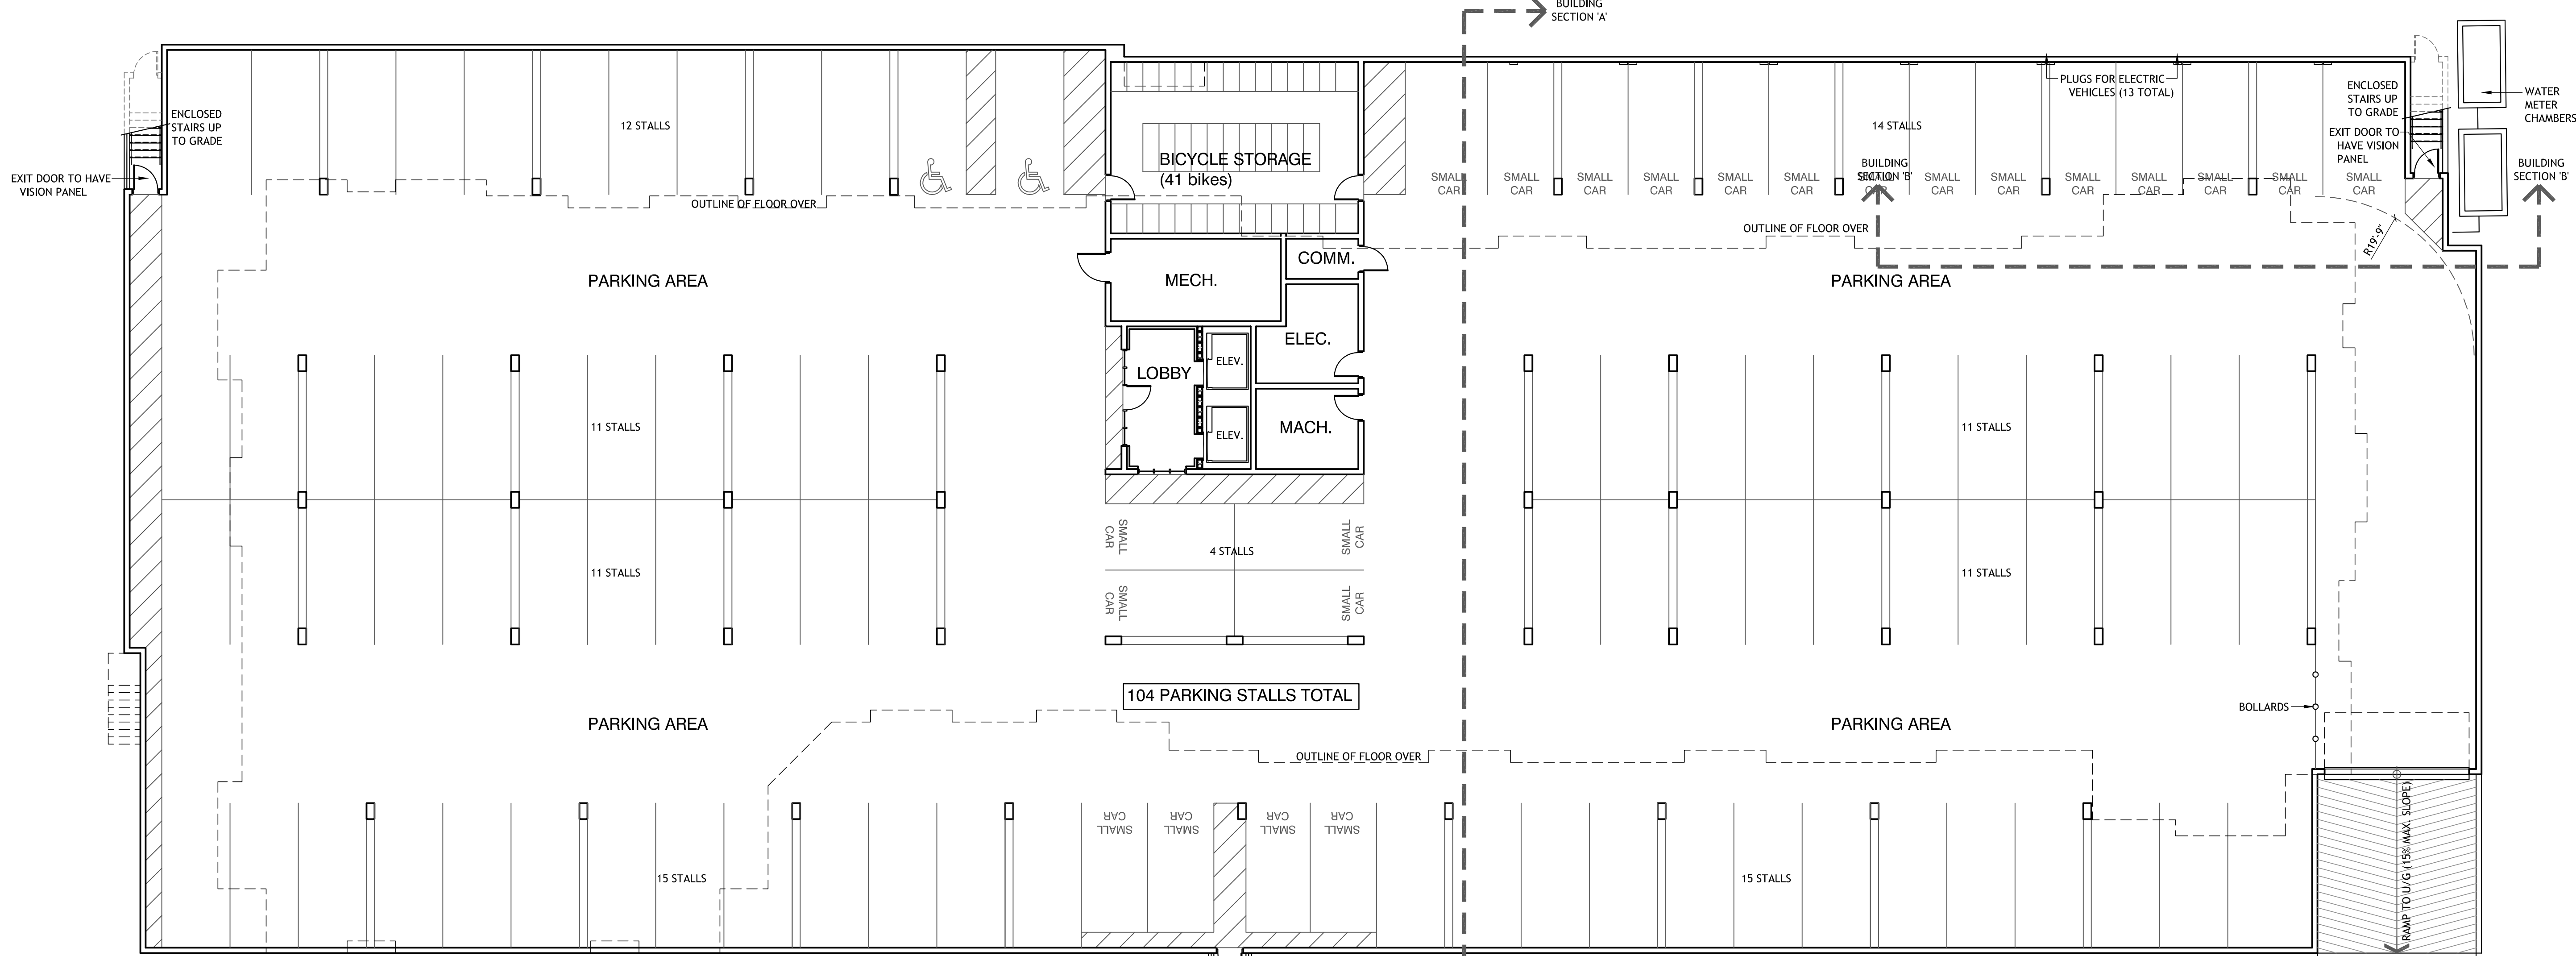 BUILDING
SECTION 'A'
PLUGS FOR ELECTRIC
VEHICLES (13 TOTAL)
ENCLOSED
STAIRS UP
TO GRADE
WATER
METER
CHAMBERS
ENCLOSED
STAIRS UP
TO GRADE
12 STALLS
14 STALLS
EXIT DOOR TO
HAVE VISION
PANEL
BICYCLE STORAGE
(41 bikes)
BUILDING
SECTION 'B'
BUILDING
SECTION 'B'
EXIT DOOR TO HAVE
VISION PANEL
SMALL
CAR
SMALL
CAR
SMALL
CAR
SMALL
CAR
SMALL
CAR
SMALL
CAR
SMALL
CAR
SMALL
CAR
SMALL
CAR
SMALL
CAR
SMALL
CAR
SMALL
CAR
SMALL
CAR
SMALL
CAR
OUTLINE OF FLOOR OVER
OUTLINE OF FLOOR OVER
R19'-9"
COMM.
PARKING AREA
MECH.
PARKING AREA
ELEC.
ELEV.
LOBBY
11 STALLS
MACH.
11 STALLS
ELEV.
SMALL
CAR
SMALL
CAR
4 STALLS
11 STALLS
11 STALLS
SMALL
CAR
SMALL
CAR
104 PARKING STALLS TOTAL
BOLLARDS
PARKING AREA
PARKING AREA
OUTLINE OF FLOOR OVER
SMALL
CAR
SMALL
CAR
SMALL
CAR
SMALL
CAR
RAMP TO U/G (15% MAX. SLOPE)
15 STALLS
15 STALLS